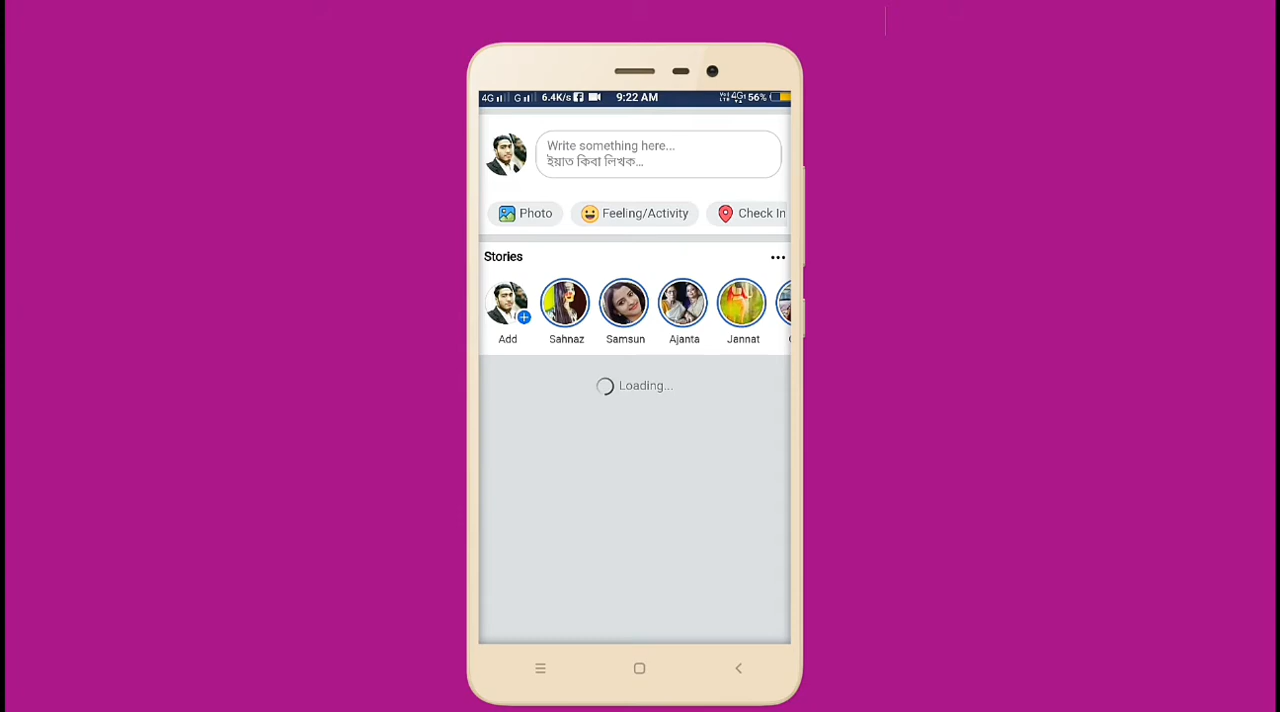 4G G 6.4K/s 9:22 AM 4G 56%
Write something here...
ইয়াত কিবা লিখক...
Photo Feeling/Activity Check In
Stories
Add Sahnaz Samsun Ajanta Jannat
Loading...